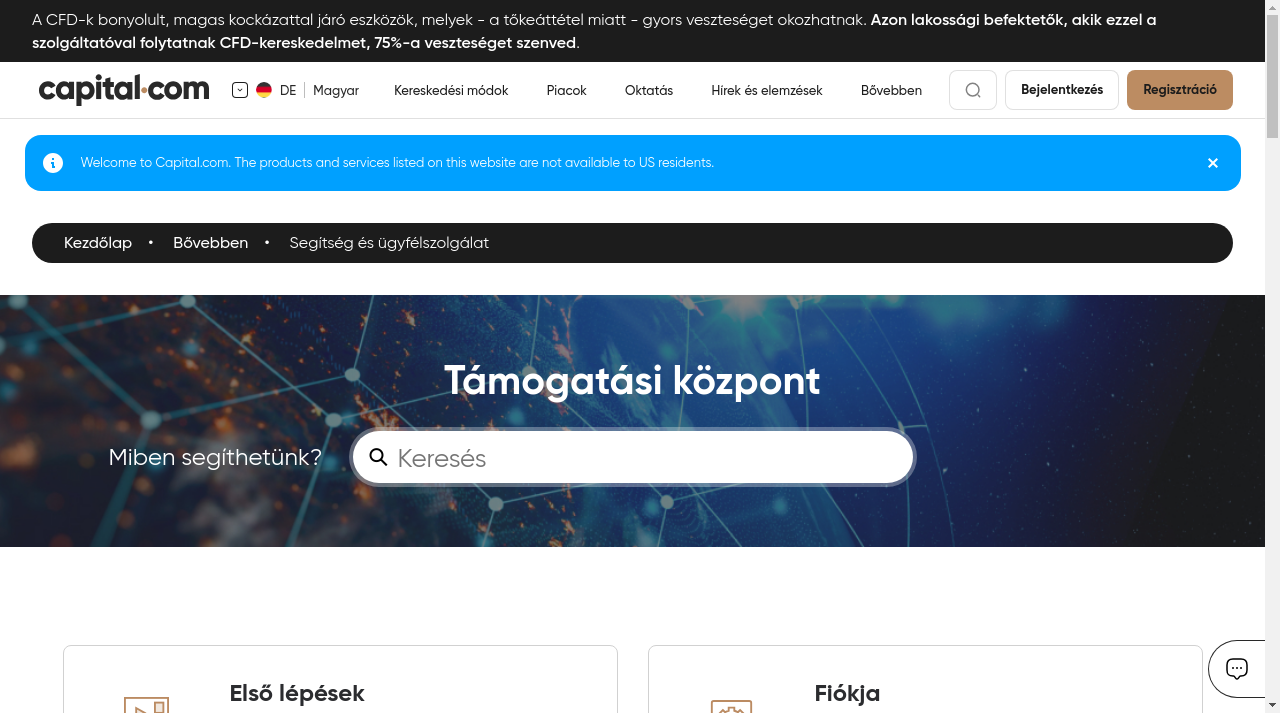 A CFD-k bonyolult, magas kockázattal járó eszközök, melyek - a tőkeáttétel miatt - gyors veszteséget okozhatnak. Azon lakossági befektetők, akik ezzel a
szolgáltatóval folytatnak CFD-kereskedelmet, 75%-a veszteséget szenved.
capital.com DE Magyar Kereskedési módok Piacok Oktatás Hírek és elemzések Bővebben Bejelentkezés Regisztráció
Welcome to Capital.com. The products and services listed on this website are not available to US residents.
Kezdőlap • Bővebben • Segítség és ügyfélszolgálat
Támogatási központ
Miben segíthetünk? Keresés
Első lépések Fiókja